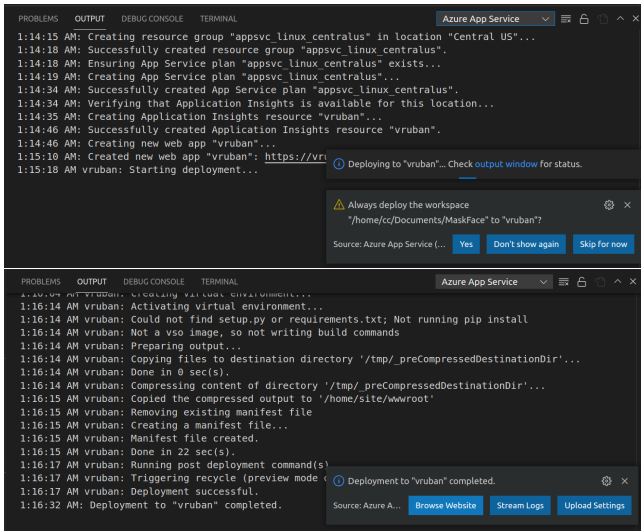 PROBLEMS OUTPUT DEBUG CONSOLE TERMINAL Azure App Service
1:14:15 AM: Creating resource group "appsvc_linux_centralus" in location "Central US"...
1:14:18 AM: Successfully created resource group "appsvc_linux_centralus".
1:14:18 AM: Ensuring App Service plan "appsvc_linux_centralus" exists...
1:14:19 AM: Creating App Service plan "appsvc_linux_centralus"...
1:14:34 AM: Successfully created App Service plan "appsvc_linux_centralus".
1:14:34 AM: Verifying that Application Insights is available for this location...
1:14:35 AM: Creating Application Insights resource "vruban"...
1:14:46 AM: Successfully created Application Insights resource "vruban".
1:14:46 AM: Creating new web app "vruban"...
1:15:10 AM: Created new web app "vruban": https://vru
1:15:18 AM vruban: Starting deployment...
Deploying to "vruban"... Check output window for status.
Always deploy the workspace
"/home/cc/Documents/MaskFace" to "vruban"?
Source: Azure App Service (... Yes Don't show again Skip for now
PROBLEMS OUTPUT DEBUG CONSOLE TERMINAL Azure App Service
1:16:04 AM vruban: Creating virtual environment...
1:16:14 AM vruban: Activating virtual environment...
1:16:14 AM vruban: Could not find setup.py or requirements.txt; Not running pip install
1:16:14 AM vruban: Not a vso image, so not writing build commands
1:16:14 AM vruban: Preparing output...
1:16:14 AM vruban: Copying files to destination directory '/tmp/_preCompressedDestinationDir'...
1:16:14 AM vruban: Done in 0 sec(s).
1:16:14 AM vruban: Compressing content of directory '/tmp/_preCompressedDestinationDir'...
1:16:15 AM vruban: Copied the compressed output to '/home/site/wwwroot'
1:16:15 AM vruban: Removing existing manifest file
1:16:15 AM vruban: Creating a manifest file...
1:16:15 AM vruban: Manifest file created.
1:16:15 AM vruban: Done in 22 sec(s).
1:16:17 AM vruban: Running post deployment command(s)
1:16:17 AM vruban: Triggering recycle (preview mode
1:16:17 AM vruban: Deployment successful.
1:16:32 AM: Deployment to "vruban" completed.
Deployment to "vruban" completed.
Source: Azure A... Browse Website Stream Logs Upload Settings